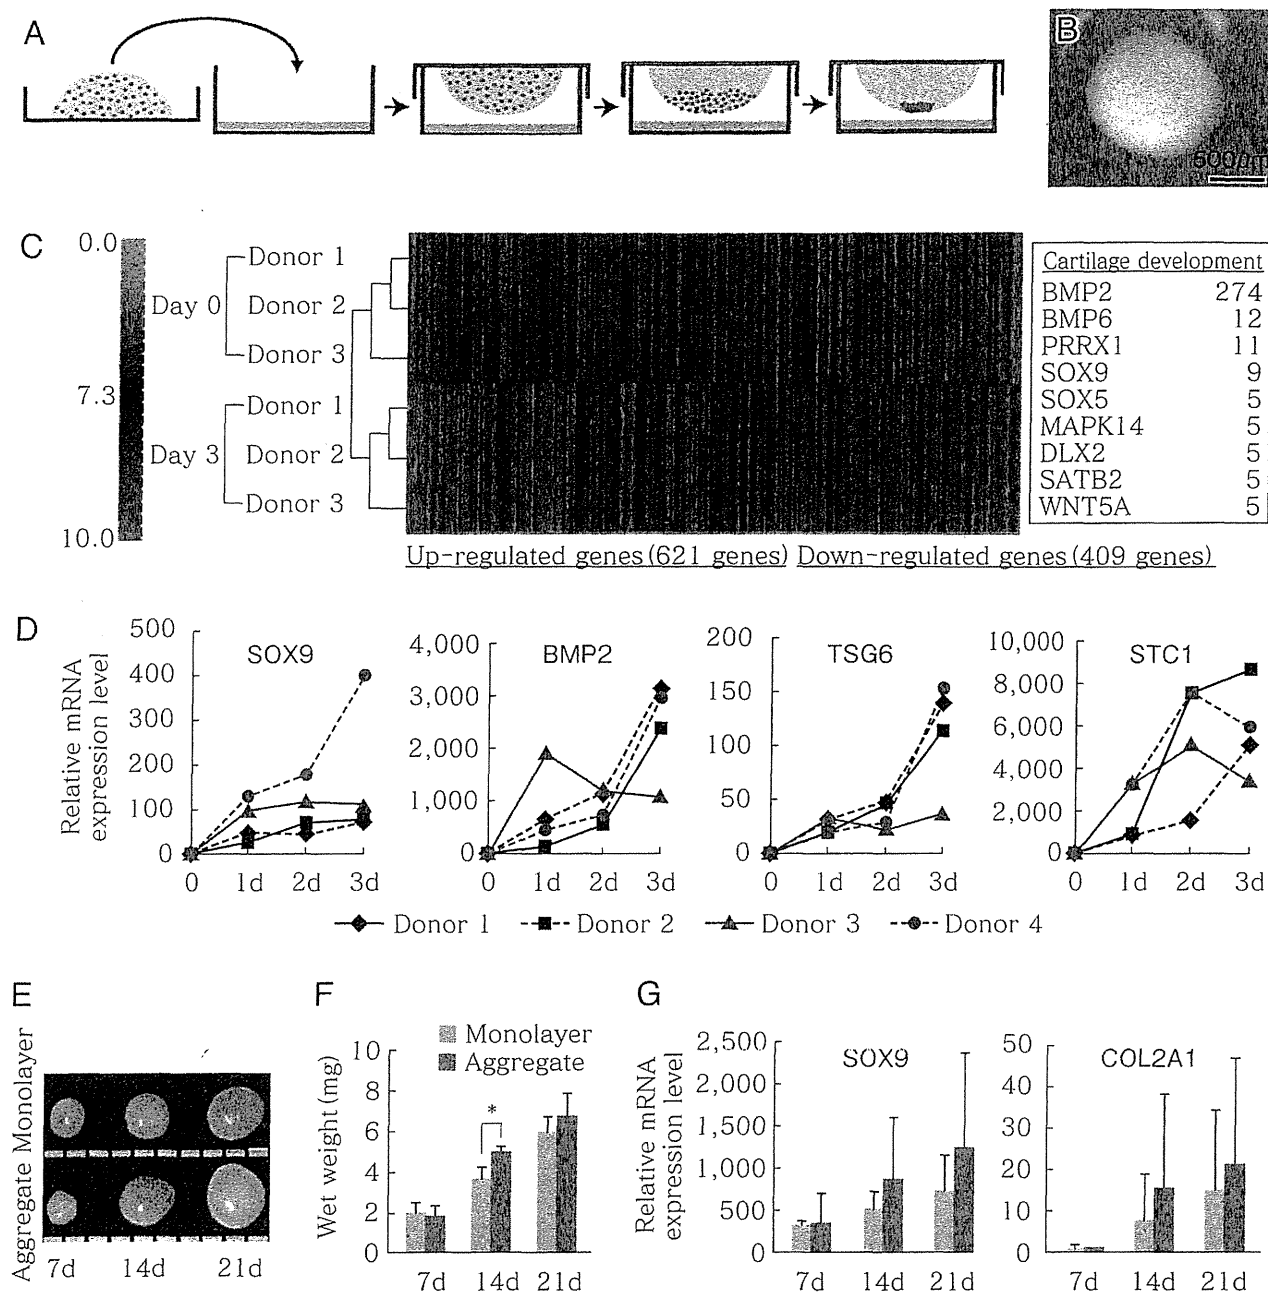 A
B
500μm
C
0.0
7.3
10.0
Day 0
Day 3
Donor 1
Donor 2
Donor 3
Donor 1
Donor 2
Donor 3
Up-regulated genes (621 genes) Down-regulated genes (409 genes)
Cartilage development
BMP2 274
BMP6 12
PRRX1 11
SOX9 9
SOX5 5
MAPK14 5
DLX2 5
SATB2 5
WNT5A 5
D
Relative mRNA
expression level
SOX9
500
400
300
200
100
0
0 1d 2d 3d
BMP2
4,000
3,000
2,000
1,000
0
0 1d 2d 3d
TSG6
200
150
100
50
0
0 1d 2d 3d
STC1
10,000
8,000
6,000
4,000
2,000
0
0 1d 2d 3d
Donor 1 Donor 2 Donor 3 Donor 4
E
Aggregate Monolayer
7d 14d 21d
F
Monolayer
Aggregate
Wet weight (mg)
10
8
6
4
2
0
*
7d 14d 21d
G
Relative mRNA
expression level
SOX9
2,500
2,000
1,500
1,000
500
0
7d 14d 21d
COL2A1
50
40
30
20
10
0
7d 14d 21d